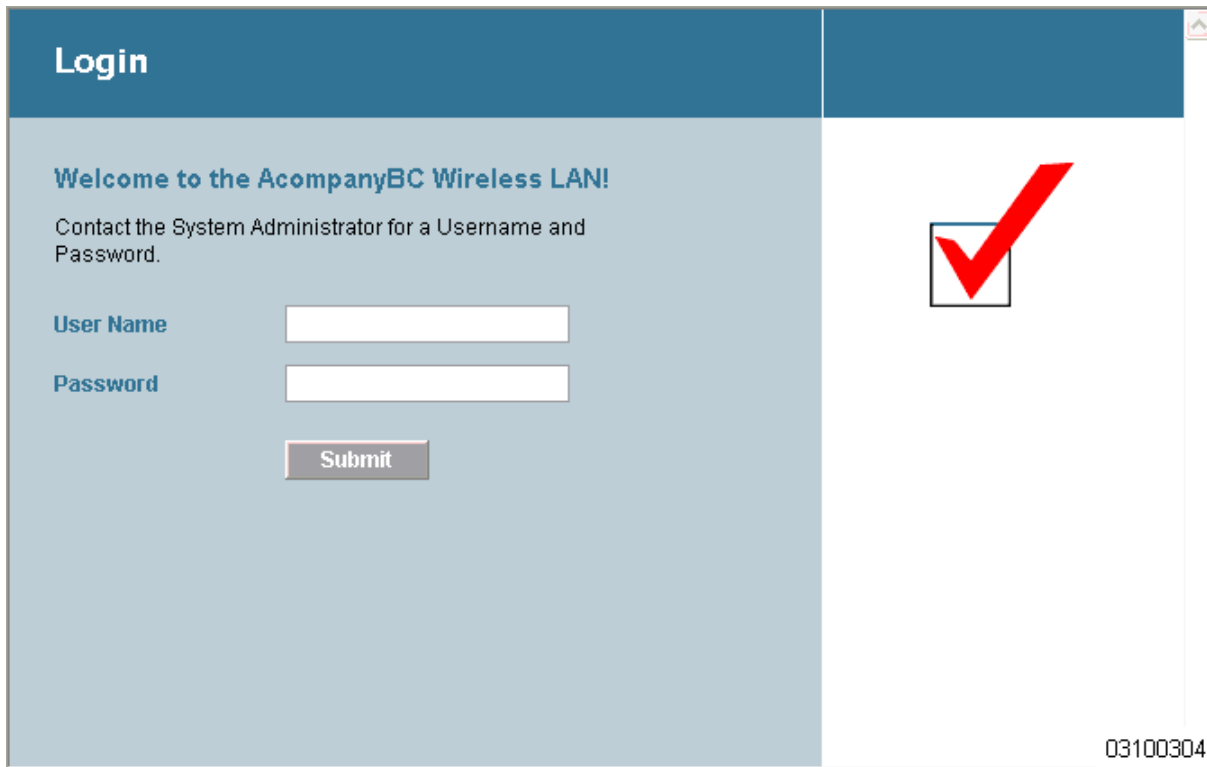 Login
Welcome to the AcompanyBC Wireless LAN!
Contact the System Administrator for a Username and
Password.
User Name
Password
Submit
03100304